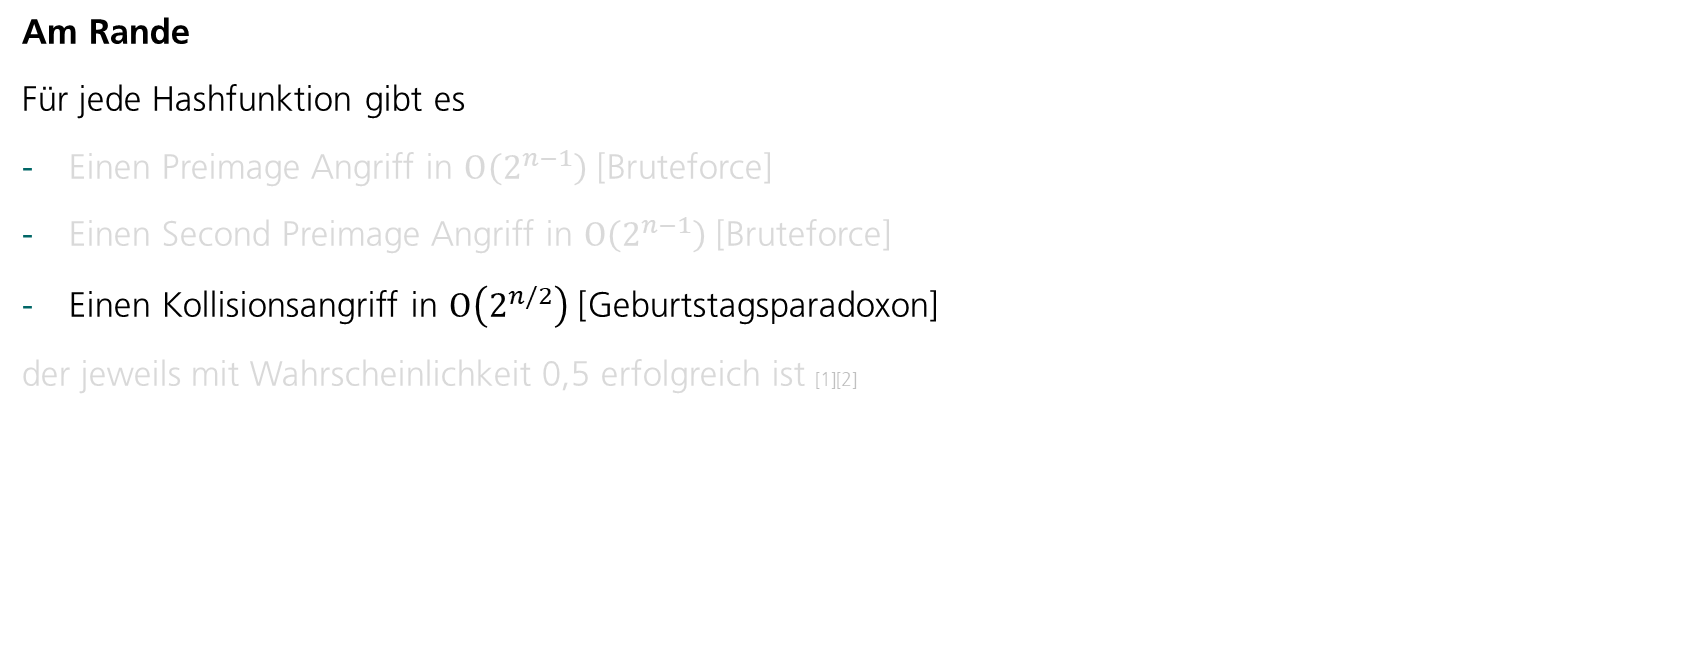 Am Rande
Für jede Hashfunktion gibt es
- Einen Preimage Angriff in O(2^{n−1}) [Bruteforce]
- Einen Second Preimage Angriff in O(2^{n−1}) [Bruteforce]
- Einen Kollisionsangriff in O(2^{n/2}) [Geburtstagsparadoxon]
der jeweils mit Wahrscheinlichkeit 0,5 erfolgreich ist [1][2]